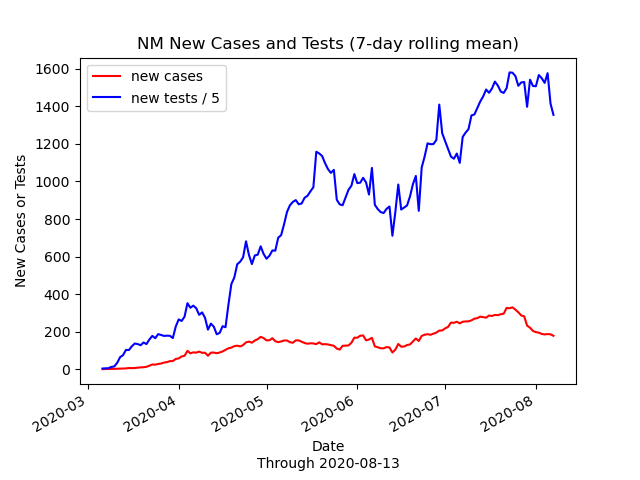 NM New Cases and Tests (7-day rolling mean)
new cases
new tests / 5
New Cases or Tests
1600
1400
1200
1000
800
600
400
200
0
2020-03
2020-04
2020-05
2020-06
2020-07
2020-08
Date
Through 2020-08-13